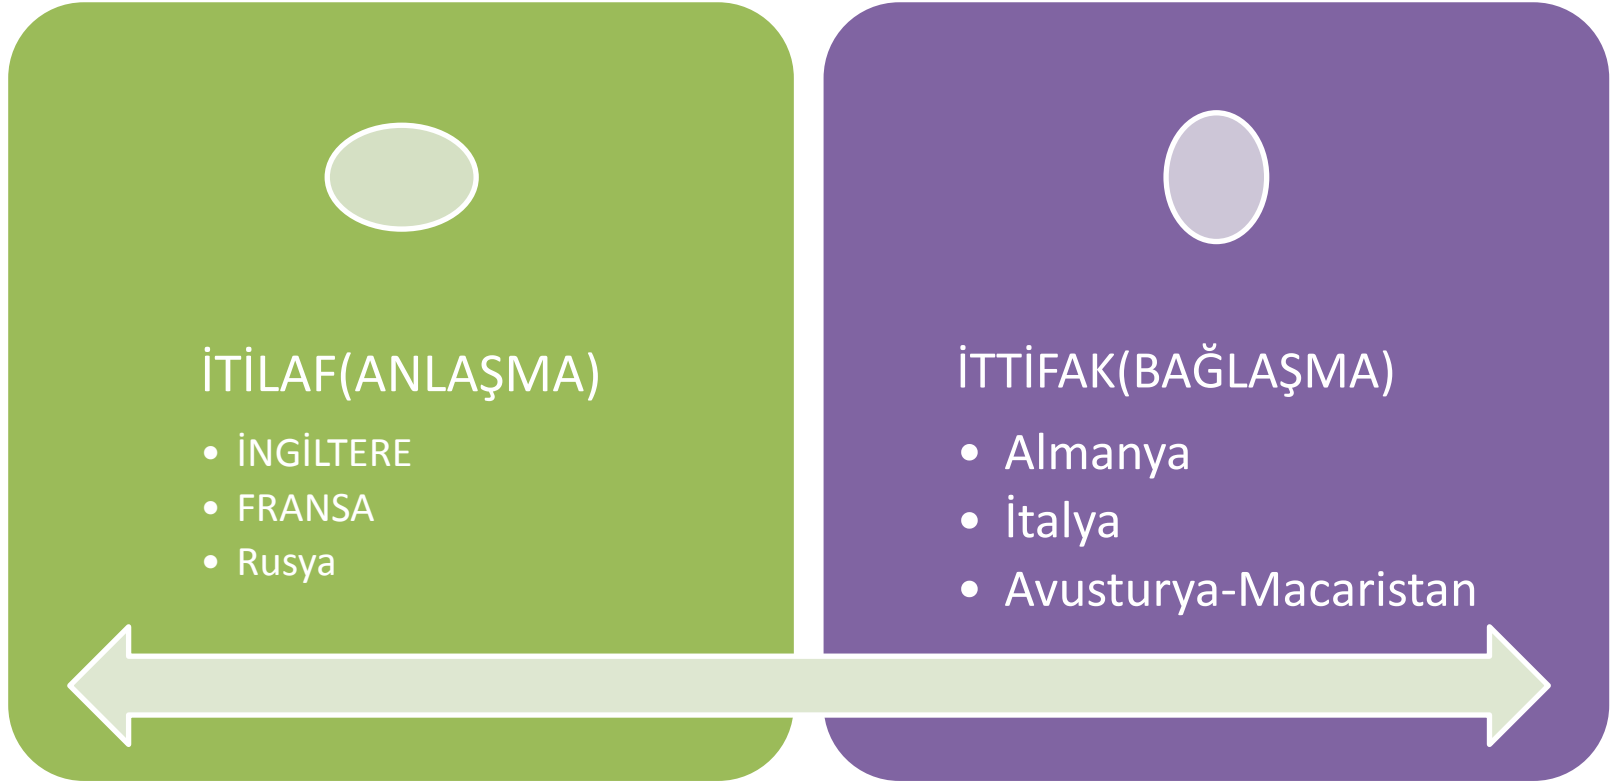 İTİLAF(ANLAŞMA)
• İNGİLTERE
• FRANSA
• Rusya
İTTİFAK(BAĞLAŞMA)
• Almanya
• İtalya
• Avusturya-Macaristan